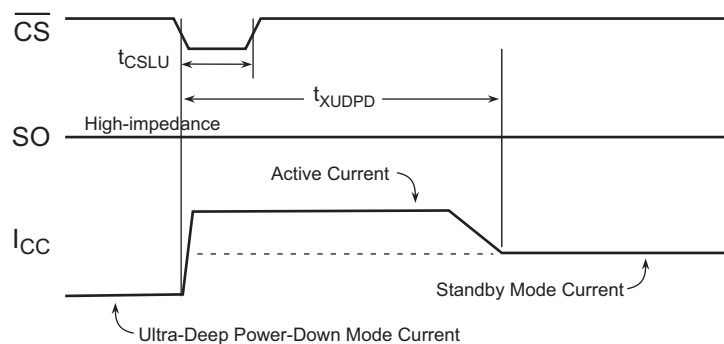 CS
tCSLU
tXUDPD
High-impedance
SO
Active Current
ICC
Standby Mode Current
Ultra-Deep Power-Down Mode Current